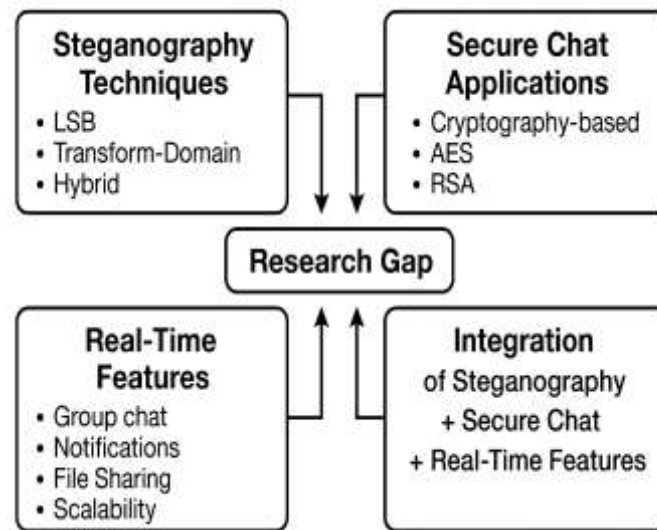 Steganography
Techniques
• LSB
• Transform-Domain
• Hybrid
Secure Chat
Applications
• Cryptography-based
• AES
• RSA
Research Gap
Real-Time
Features
• Group chat
• Notifications
• File Sharing
• Scalability
Integration
of Steganography
+ Secure Chat
+ Real-Time Features